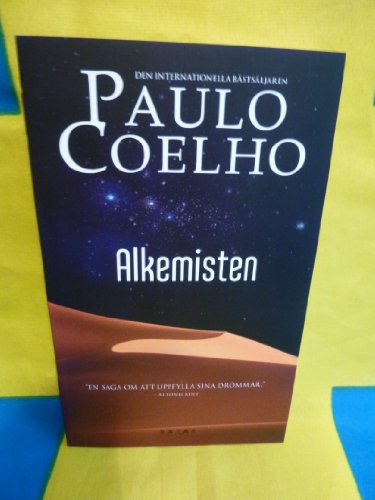 DEN INTERNATIONELLA BÄSTSÄLJAREN
PAULO
COELHO
Alkemisten
"EN SAGA OM ATT UPPFYLLA SINA DRÖMMAR."